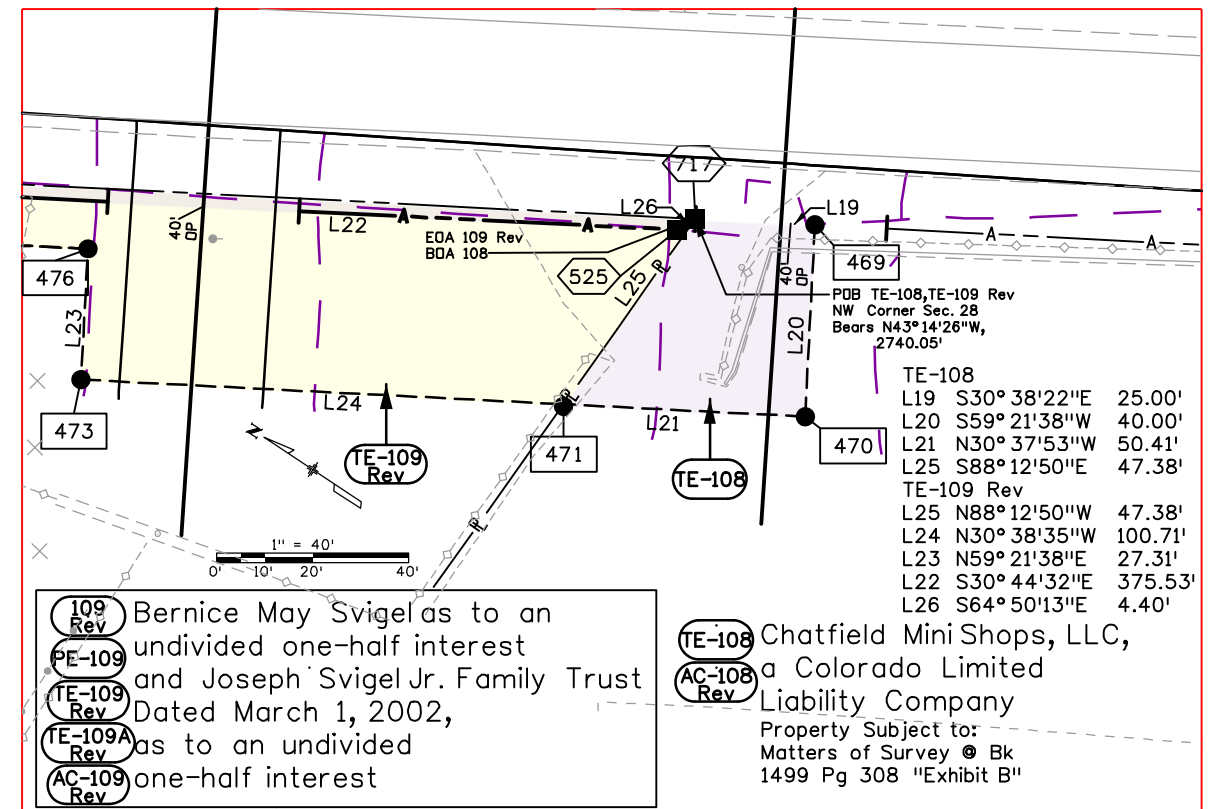 717
L26
L19
L22
A
A
EOA 109 Rev
BOA 108
40'
OP
525
L25
PL
40'
OP
469
A
A
476
POB TE-108,TE-109 Rev
NW Corner Sec. 28
Bears N43°14'26"W,
2740.05'
L23
L20
L24
PL
L21
473
N
TE-109
Rev
471
TE-108
470
PL
1" = 40'
0' 10' 20' 40'
TE-108
L19 S30°38'22"E 25.00'
L20 S59°21'38"W 40.00'
L21 N30°37'53"W 50.41'
L25 S88°12'50"E 47.38'
TE-109 Rev
L25 N88°12'50"W 47.38'
L24 N30°38'35"W 100.71'
L23 N59°21'38"E 27.31'
L22 S30°44'32"E 375.53'
L26 S64°50'13"E 4.40'
109
Rev
PE-109
TE-109
Rev
TE-109A
Rev
AC-109
Rev
Bernice May Svigel as to an
undivided one-half interest
and Joseph Svigel Jr. Family Trust
Dated March 1, 2002,
as to an undivided
one-half interest
TE-108
AC-108
Rev
Chatfield Mini Shops, LLC,
a Colorado Limited
Liability Company
Property Subject to:
Matters of Survey @ Bk
1499 Pg 308 "Exhibit B"